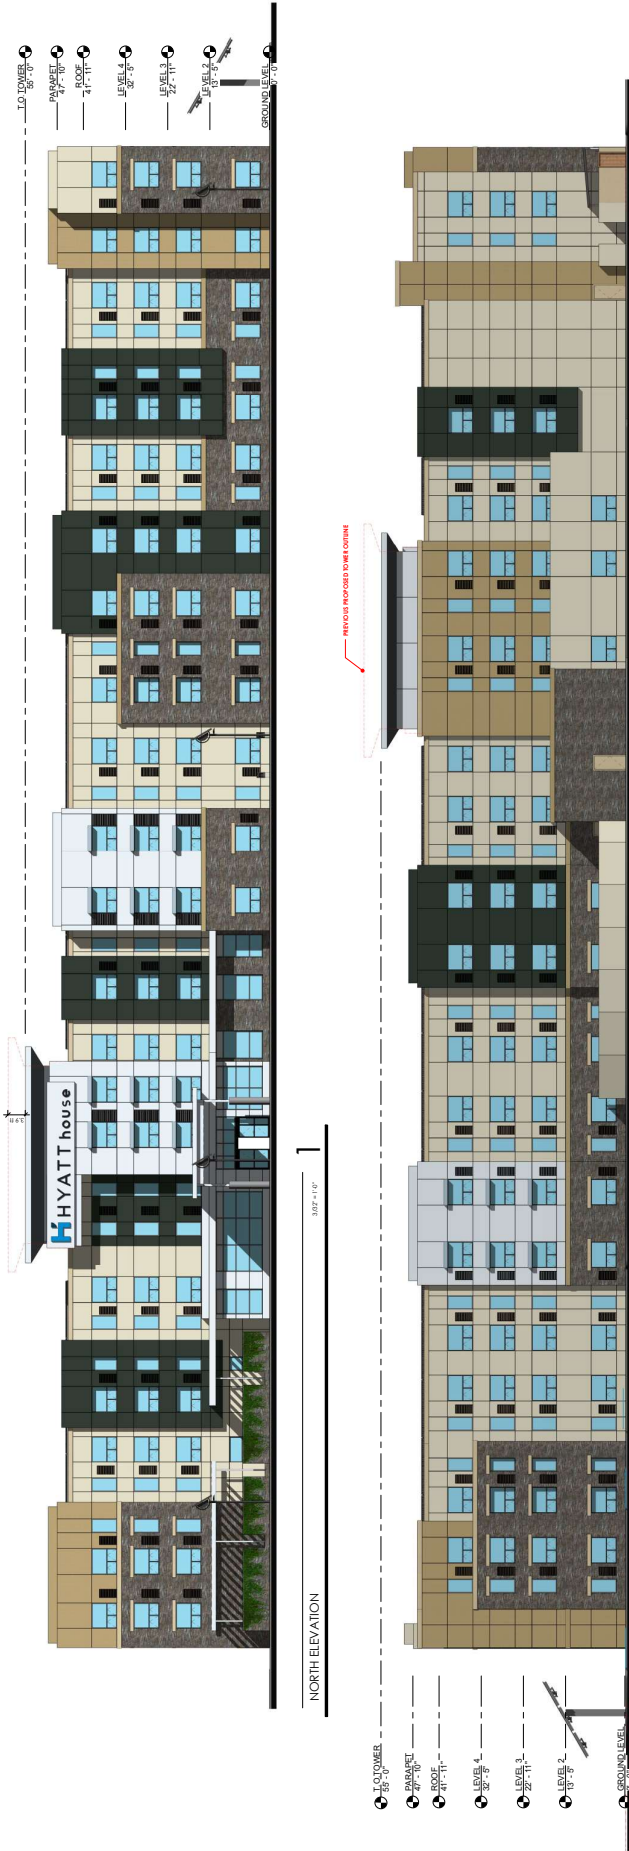 T.O.TOWER
55' - 0"
PARAPET
47' - 10"
ROOF
41' - 11"
LEVEL 4
32' - 5"
LEVEL 3
22' - 11"
LEVEL 2
13' - 5"
GROUND LEVEL
0' - 0"
3.9 ft
HYATT house
NORTH ELEVATION
3/32" = 1'-0"
1
PREVIOUS PROPOSED TOWER OUTLINE
T.O.TOWER
55' - 0"
PARAPET
47' - 10"
ROOF
41' - 11"
LEVEL 4
32' - 5"
LEVEL 3
22' - 11"
LEVEL 2
13' - 5"
GROUND LEVEL